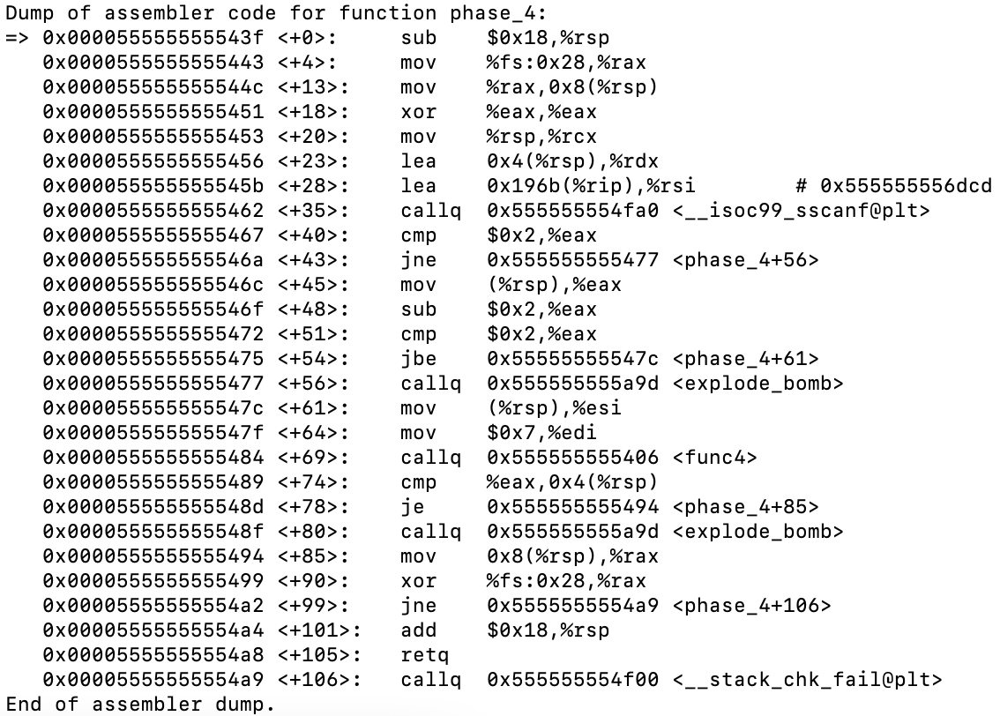 Dump of assembler code for function phase_4:
=> 0x000055555555543f <+0>:     sub    $0x18,%rsp
   0x0000555555555443 <+4>:     mov    %fs:0x28,%rax
   0x000055555555544c <+13>:    mov    %rax,0x8(%rsp)
   0x0000555555555451 <+18>:    xor    %eax,%eax
   0x0000555555555453 <+20>:    mov    %rsp,%rcx
   0x0000555555555456 <+23>:    lea    0x4(%rsp),%rdx
   0x000055555555545b <+28>:    lea    0x196b(%rip),%rsi        # 0x555555556dcd
   0x0000555555555462 <+35>:    callq  0x555555554fa0 <__isoc99_sscanf@plt>
   0x0000555555555467 <+40>:    cmp    $0x2,%eax
   0x000055555555546a <+43>:    jne    0x555555555477 <phase_4+56>
   0x000055555555546c <+45>:    mov    (%rsp),%eax
   0x000055555555546f <+48>:    sub    $0x2,%eax
   0x0000555555555472 <+51>:    cmp    $0x2,%eax
   0x0000555555555475 <+54>:    jbe    0x55555555547c <phase_4+61>
   0x0000555555555477 <+56>:    callq  0x555555555a9d <explode_bomb>
   0x000055555555547c <+61>:    mov    (%rsp),%esi
   0x000055555555547f <+64>:    mov    $0x7,%edi
   0x0000555555555484 <+69>:    callq  0x555555555406 <func4>
   0x0000555555555489 <+74>:    cmp    %eax,0x4(%rsp)
   0x000055555555548d <+78>:    je     0x555555555494 <phase_4+85>
   0x000055555555548f <+80>:    callq  0x555555555a9d <explode_bomb>
   0x0000555555555494 <+85>:    mov    0x8(%rsp),%rax
   0x0000555555555499 <+90>:    xor    %fs:0x28,%rax
   0x00005555555554a2 <+99>:    jne    0x5555555554a9 <phase_4+106>
   0x00005555555554a4 <+101>:   add    $0x18,%rsp
   0x00005555555554a8 <+105>:   retq
   0x00005555555554a9 <+106>:   callq  0x555555554f00 <__stack_chk_fail@plt>
End of assembler dump.